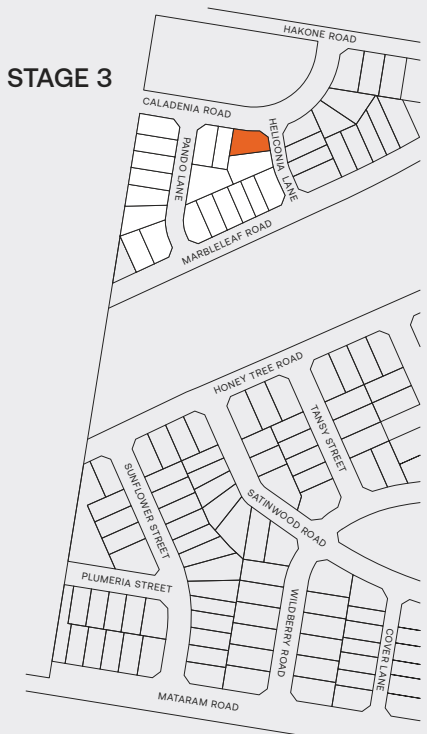 HAKONE ROAD
STAGE 3
CALADENIA ROAD
PANDO LANE
HELICONIA LANE
MARBLELEAF ROAD
HONEY TREE ROAD
TANSY STREET
SUNFLOWER STREET
SATINWOOD ROAD
PLUMERIA STREET
WILDBERRY ROAD
COVER LANE
MATARAM ROAD